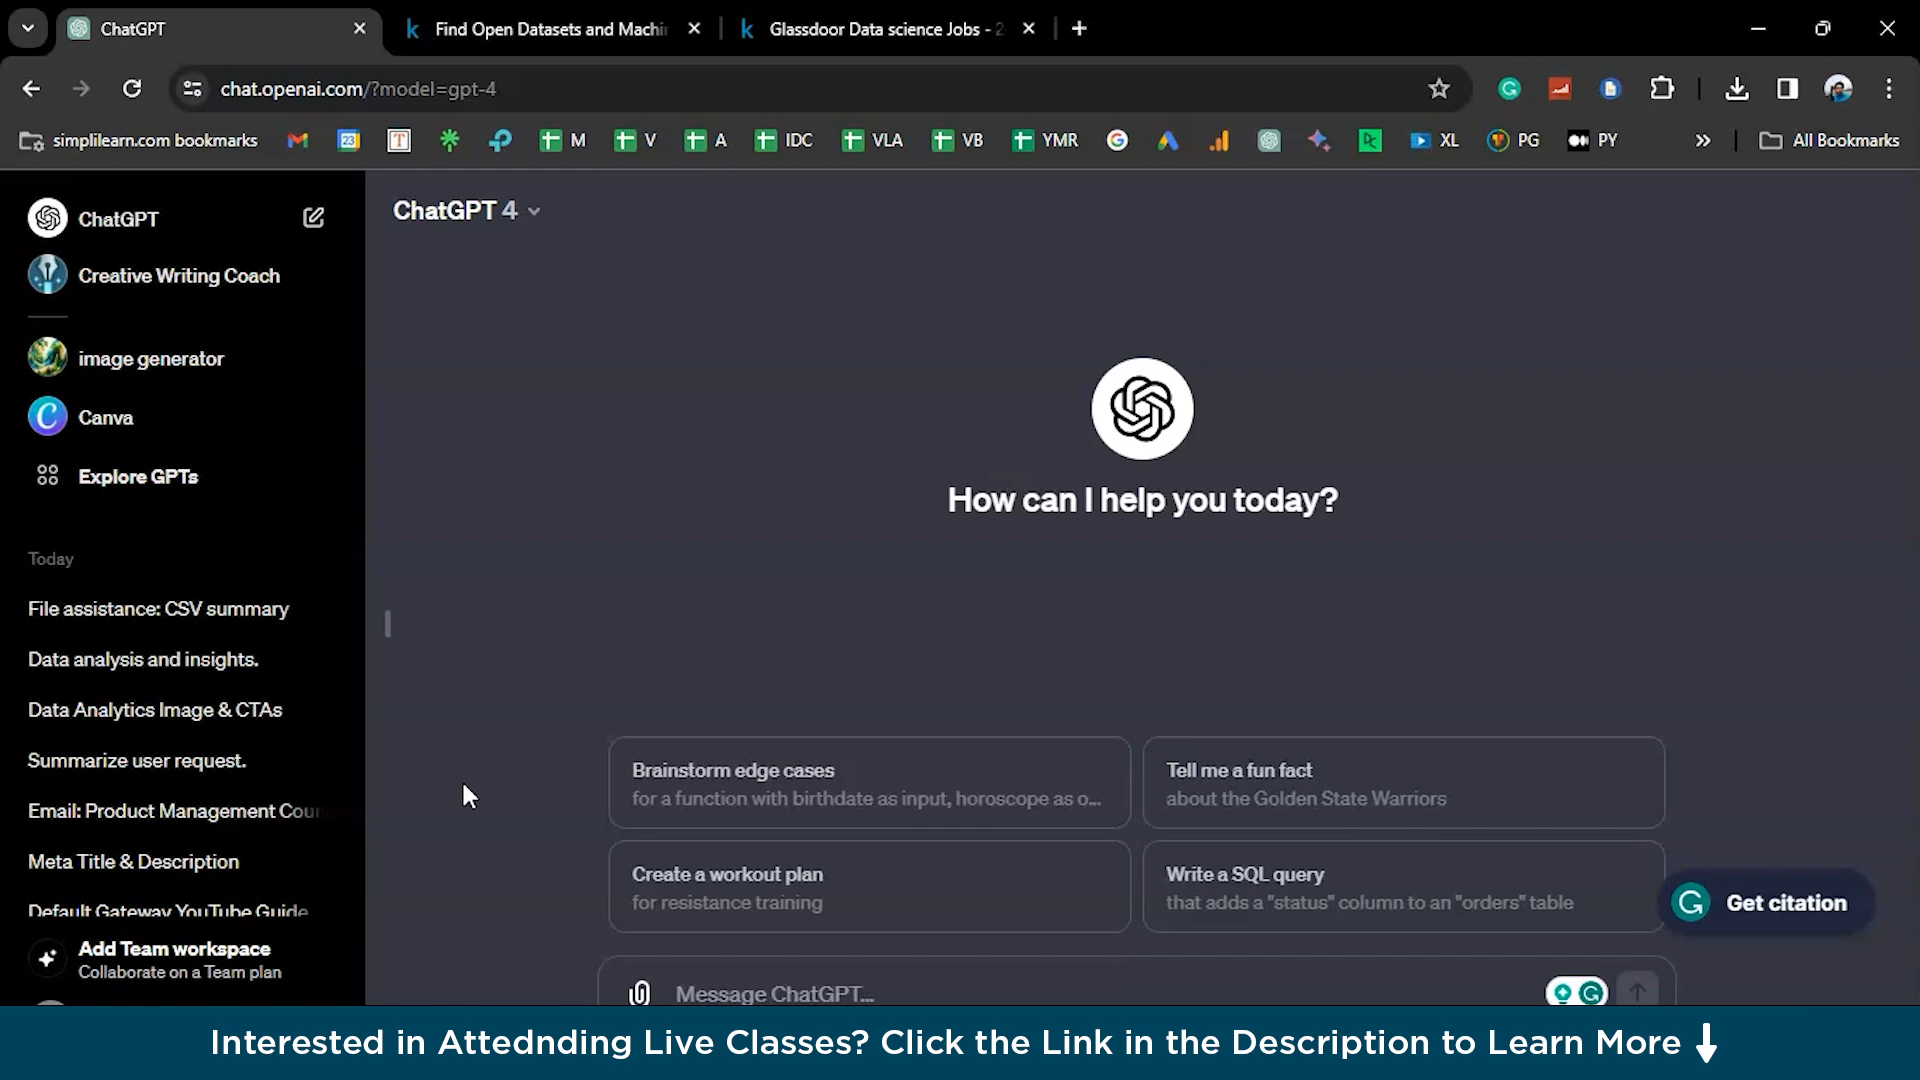 ChatGPT
Find Open Datasets and Machi
Glassdoor Data science Jobs - 2
chat.openai.com/?model=gpt-4
simplilearn.com bookmarks
23
T
M
V
A
IDC
VLA
VB
YMR
XL
PG
PY
All Bookmarks
ChatGPT
Creative Writing Coach
image generator
Canva
Explore GPTs
Today
File assistance: CSV summary
Data analysis and insights.
Data Analytics Image & CTAs
Summarize user request.
Email: Product Management Cour
Meta Title & Description
Default Gateway YouTube Guide
Add Team workspace
Collaborate on a Team plan
ChatGPT 4
How can I help you today?
Brainstorm edge cases
for a function with birthdate as input, horoscope as o...
Tell me a fun fact
about the Golden State Warriors
Create a workout plan
for resistance training
Write a SQL query
that adds a "status" column to an "orders" table
Get citation
Message ChatGPT...
Interested in Attednding Live Classes? Click the Link in the Description to Learn More